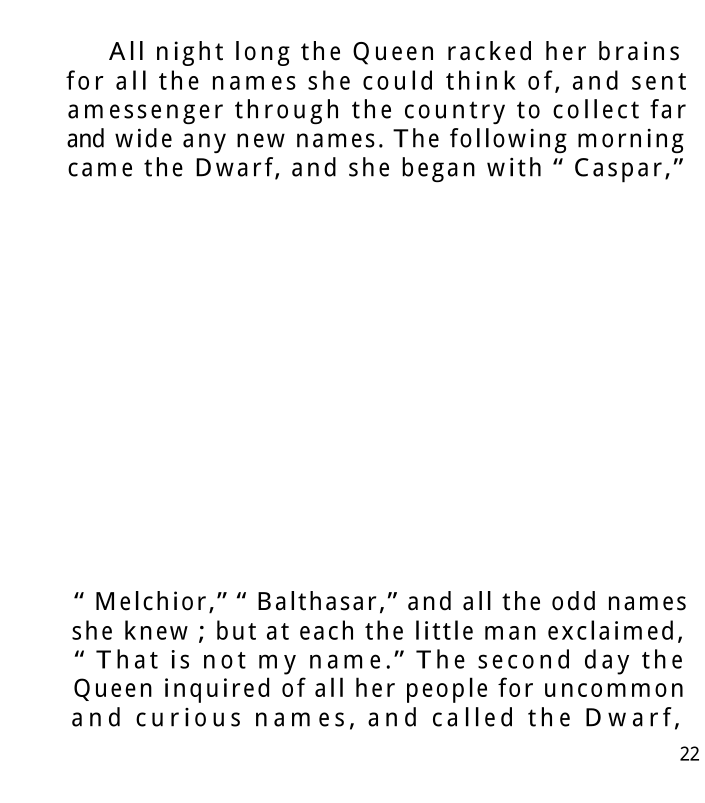 All night long the Queen racked her brains
for all the names she could think of, and sent
amessenger through the country to collect far
and wide any new names. The following morning
came the Dwarf, and she began with “ Caspar,”
“ Melchior,” “ Balthasar,” and all the odd names
she knew ; but at each the little man exclaimed,
“ That is not my name.” The second day the
Queen inquired of all her people for uncommon
and curious names, and called the Dwarf,
22